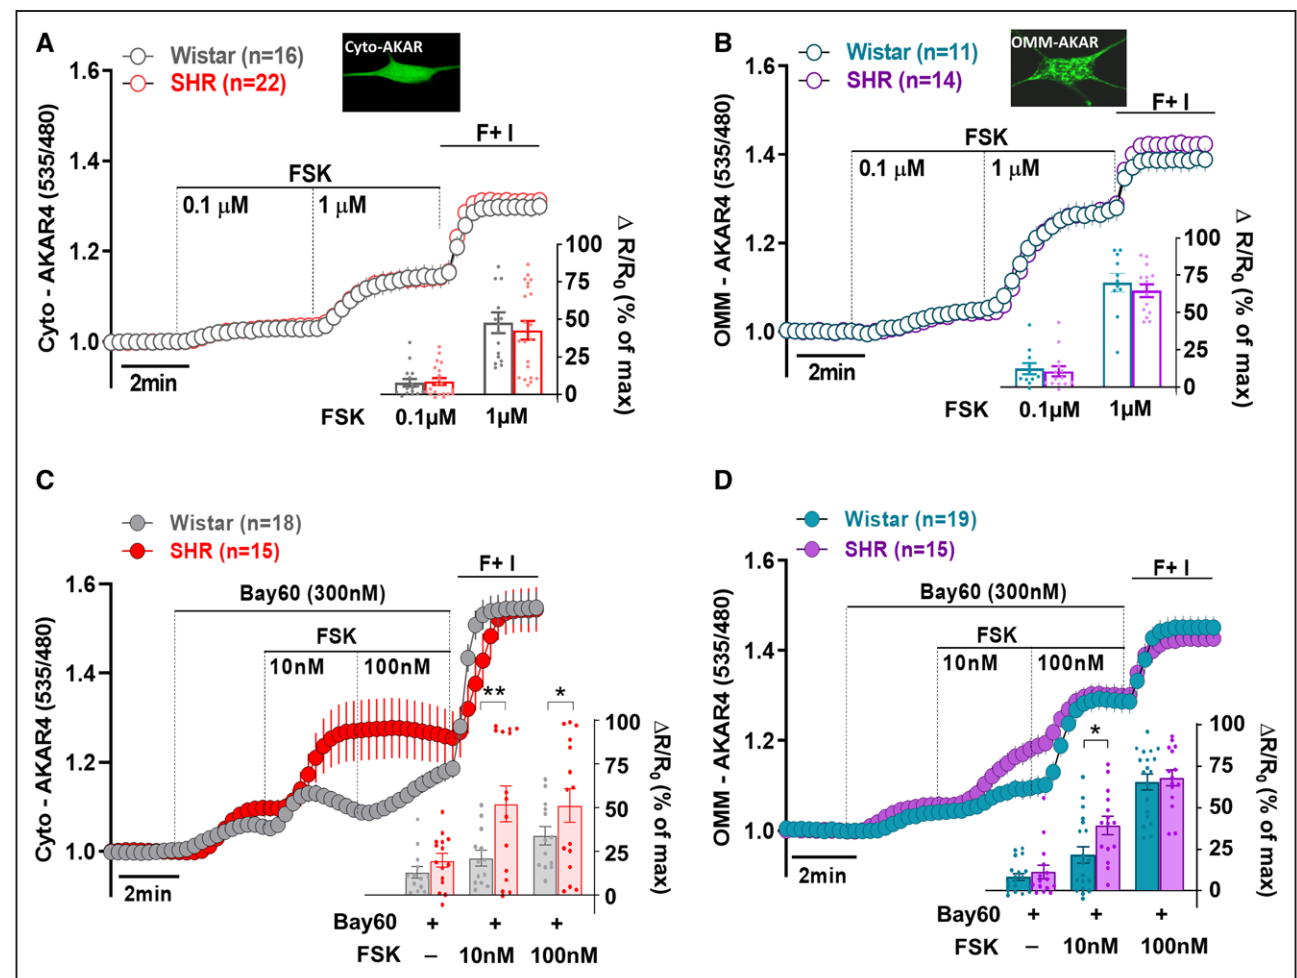 A
Wistar (n=16)
SHR (n=22)
Cyto-AKAR
F+ I
FSK
0.1 µM
1 µM
Cyto - AKAR4 (535/480)
1.6
1.4
1.2
1.0
2min
Δ R/R0 (% of max)
100
75
50
25
0
FSK
0.1µM
1µM
B
Wistar (n=11)
SHR (n=14)
OMM-AKAR
F+ I
FSK
0.1 µM
1 µM
OMM - AKAR4 (535/480)
1.6
1.4
1.2
1.0
2min
Δ R/R0 (% of max)
100
75
50
25
0
FSK
0.1µM
1µM
C
Wistar (n=18)
SHR (n=15)
F+ I
Bay60 (300nM)
FSK
10nM
100nM
Cyto - AKAR4 (535/480)
1.6
1.4
1.2
1.0
2min
**
*
ΔR/R0 (% of max)
100
75
50
25
0
Bay60 + + +
FSK – 10nM 100nM
D
Wistar (n=19)
SHR (n=15)
F+ I
Bay60 (300nM)
FSK
10nM
100nM
OMM - AKAR4 (535/480)
1.6
1.4
1.2
1.0
2min
*
ΔR/R0 (% of max)
100
75
50
25
0
Bay60 + + +
FSK – 10nM 100nM